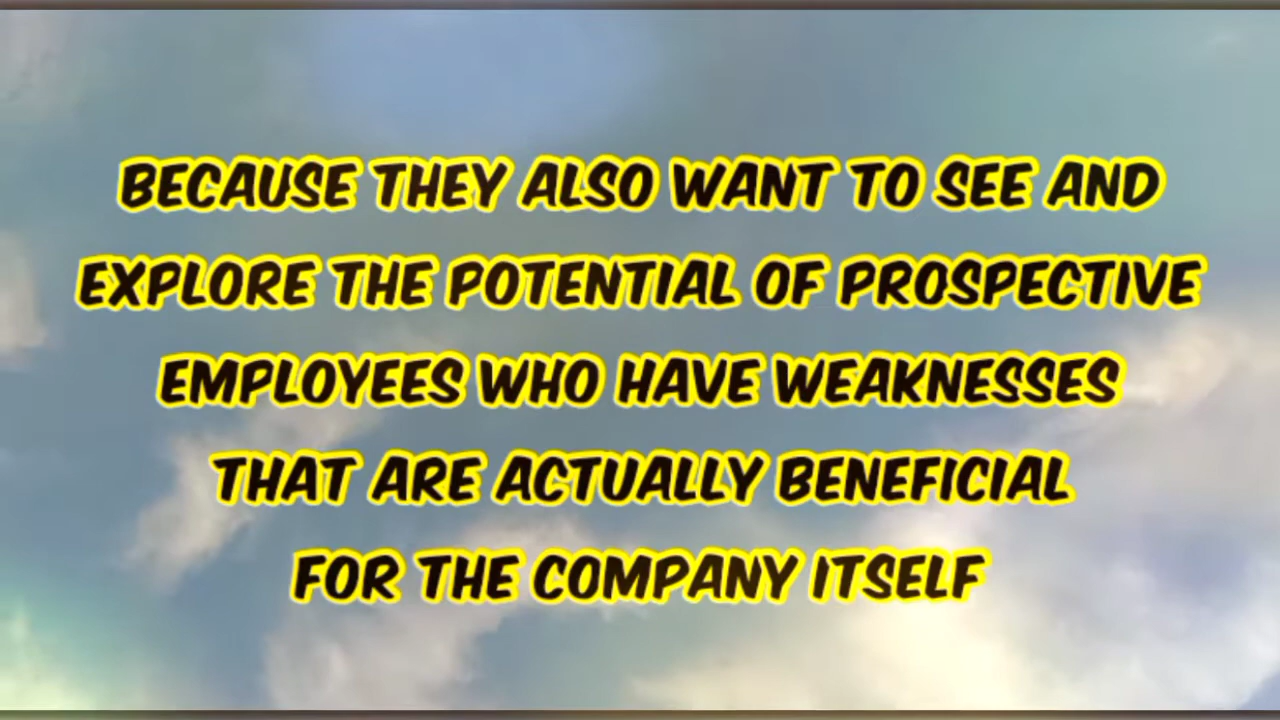 BECAUSE THEY ALSO WANT TO SEE AND
EXPLORE THE POTENTIAL OF PROSPECTIVE
EMPLOYEES WHO HAVE WEAKNESSES
THAT ARE ACTUALLY BENEFICIAL
FOR THE COMPANY ITSELF